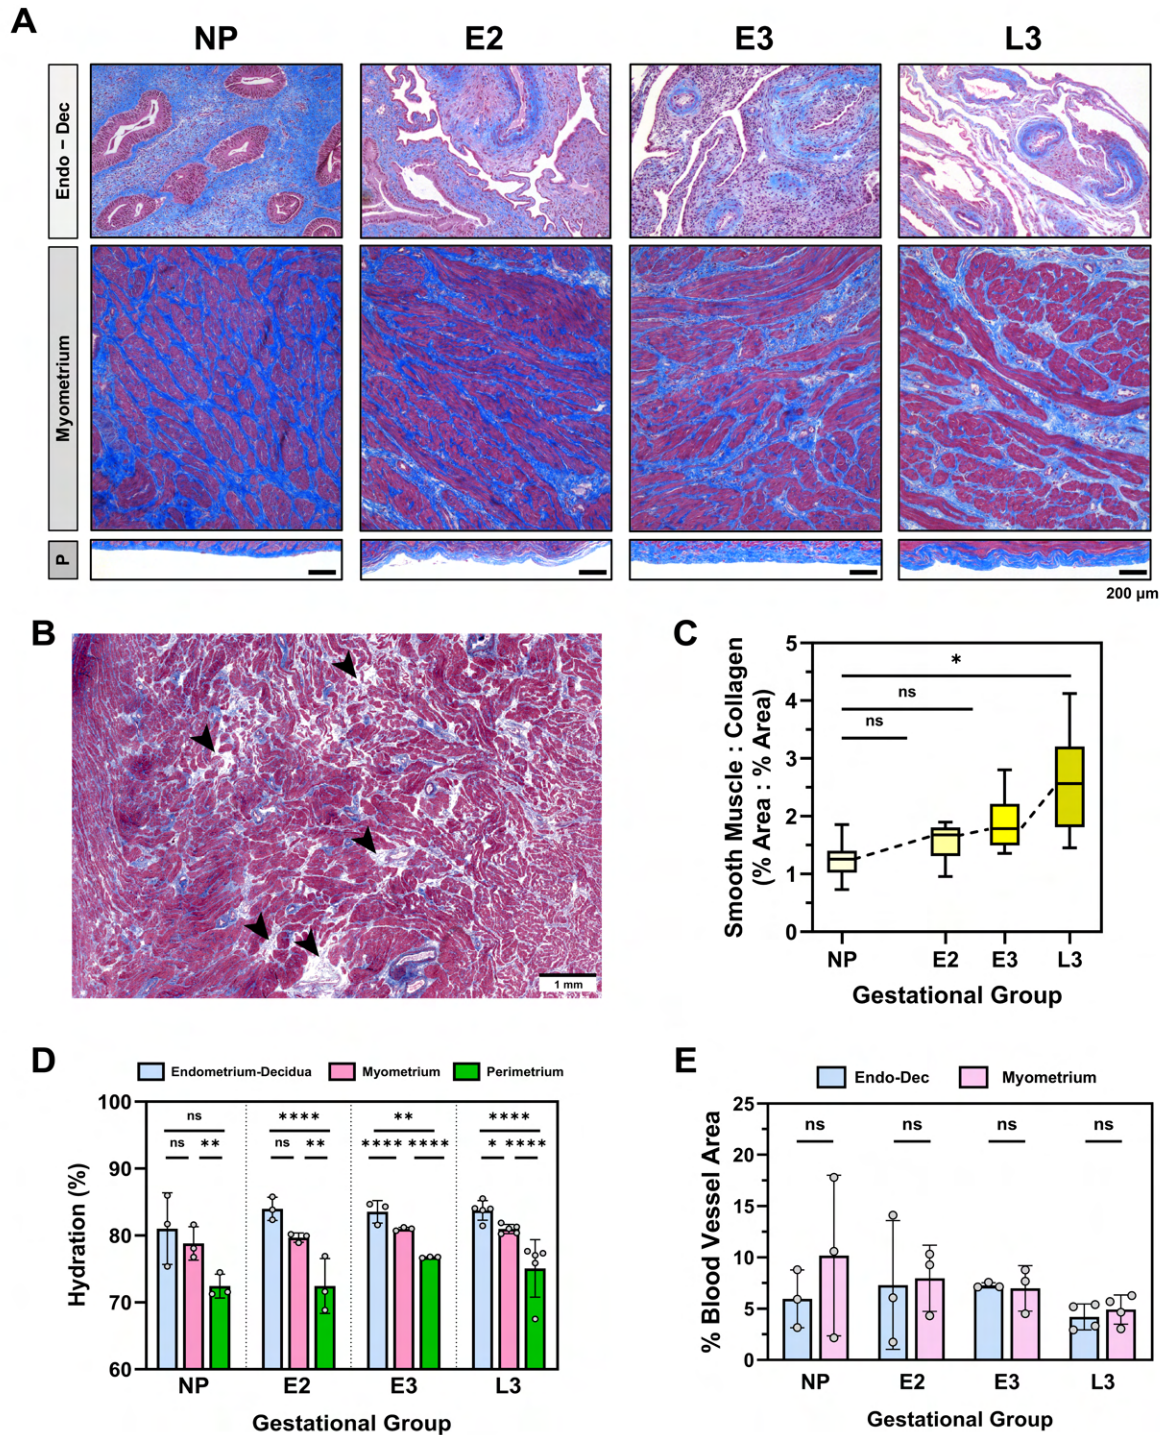 A
NP
E2
E3
L3
Endo – Dec
Myometrium
P
200 µm
B
1 mm
C
Smooth Muscle : Collagen
(% Area : % Area)
5
4
3
2
1
0
*
ns
ns
NP
E2
E3
L3
Gestational Group
D
Endometrium-Decidua
Myometrium
Perimetrium
Hydration (%)
100
90
80
70
60
ns
ns
**
****
ns
**
**
****
****
****
*
****
NP
E2
E3
L3
Gestational Group
E
Endo-Dec
Myometrium
% Blood Vessel Area
25
20
15
10
5
0
ns
ns
ns
ns
NP
E2
E3
L3
Gestational Group